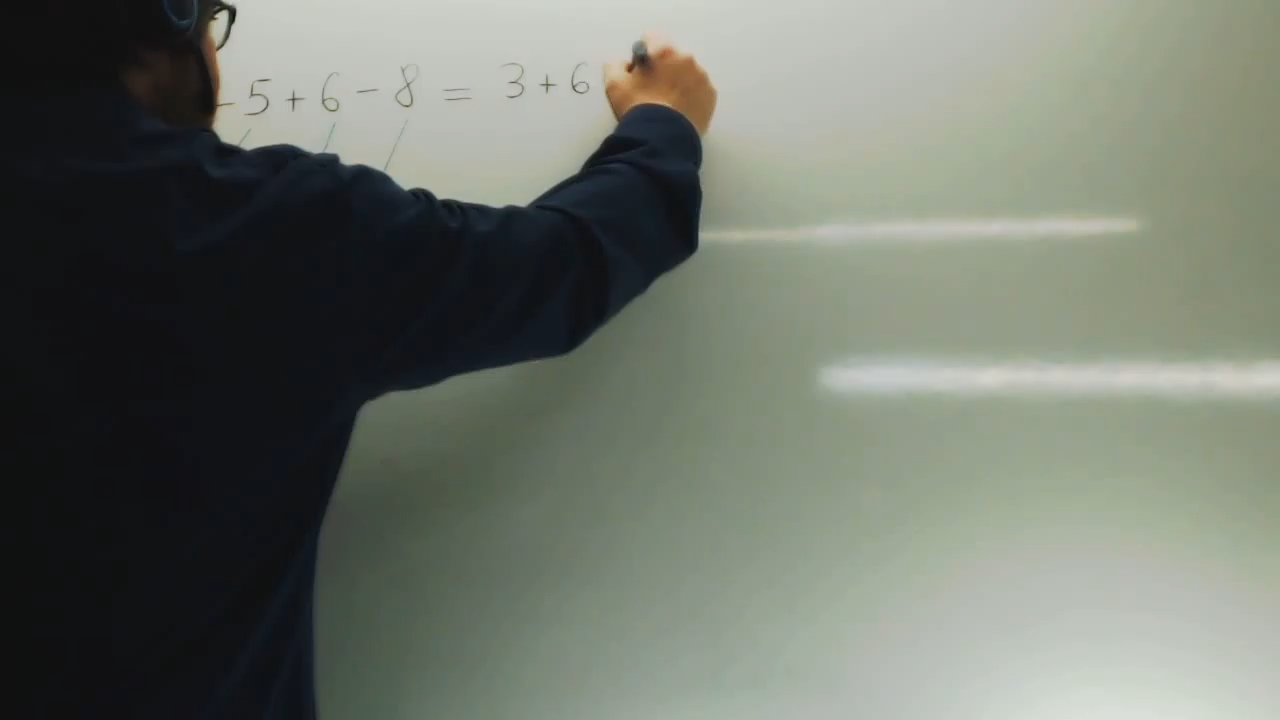 - 5 + 6 - 8 = 3 + 6